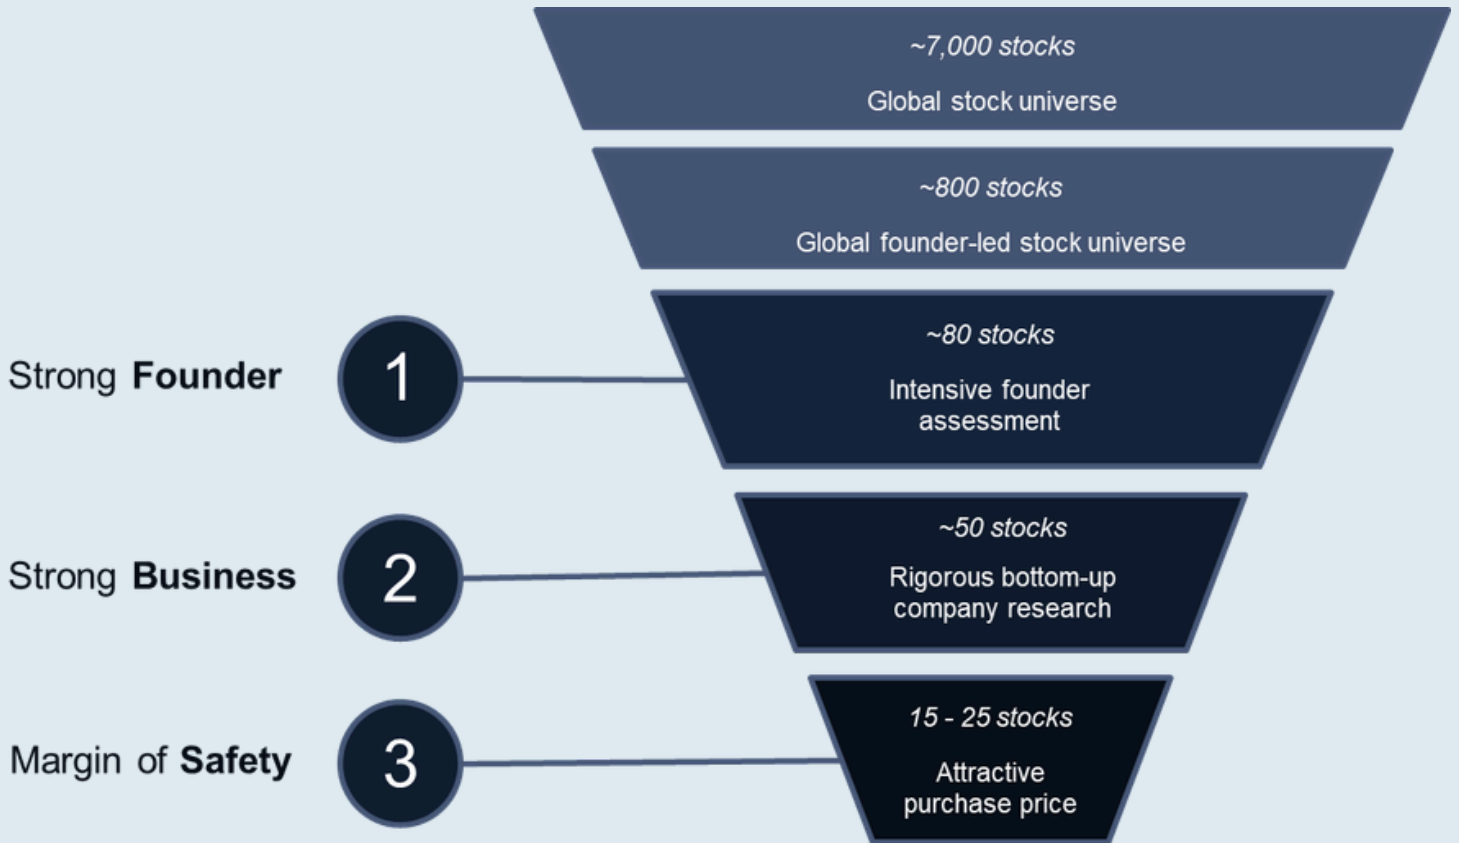 ~7,000 stocks
Global stock universe
~800 stocks
Global founder-led stock universe
Strong Founder
1
~80 stocks
Intensive founder
assessment
Strong Business
2
~50 stocks
Rigorous bottom-up
company research
Margin of Safety
3
15 - 25 stocks
Attractive
purchase price